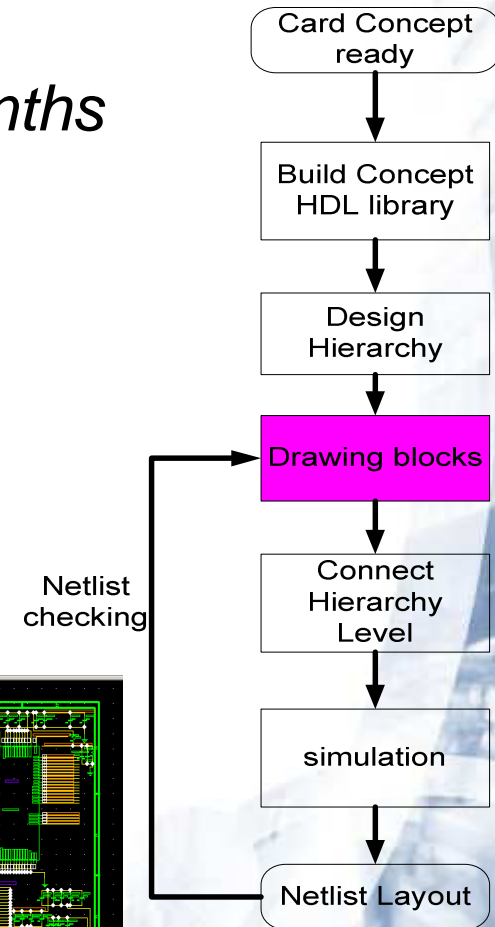 Card Concept
ready
Build Concept
HDL library
Design
Hierarchy
Drawing blocks
Connect
Hierarchy
Level
Netlist
checking
simulation
Netlist Layout